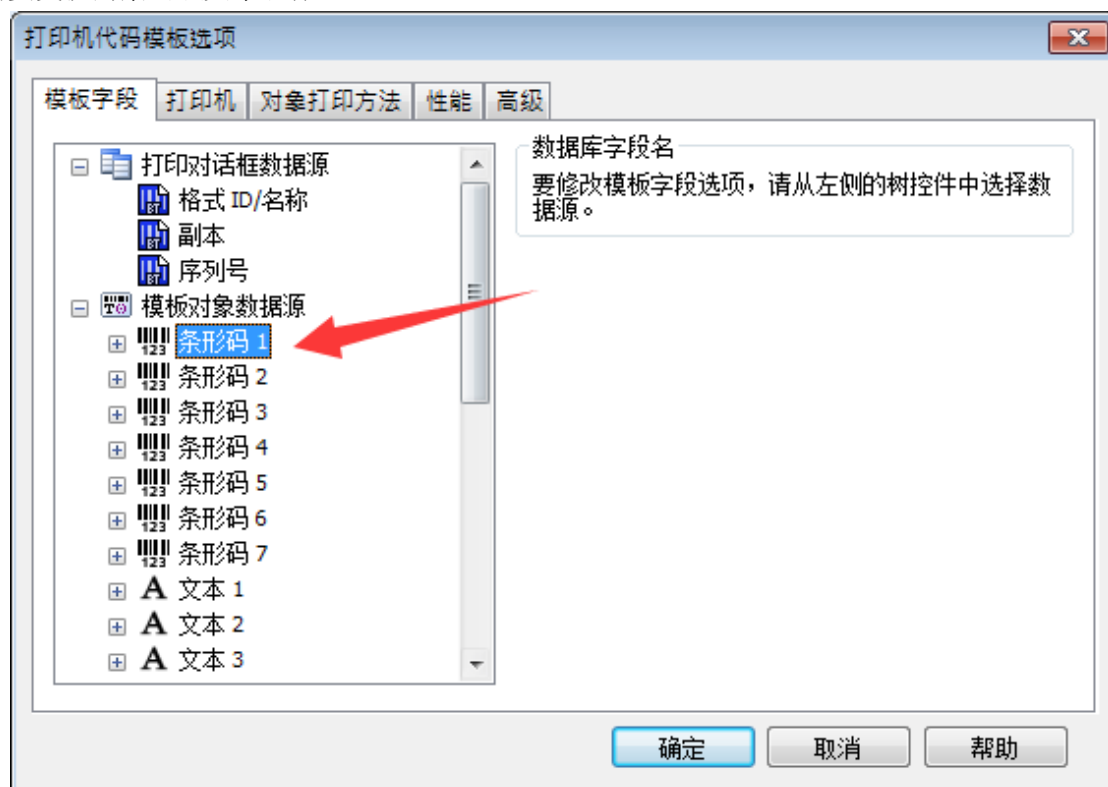 打印机代码模板选项
模板字段 打印机 对象打印方法 性能 高级
打印对话框数据源
格式 ID/名称
副本
序列号
模板对象数据源
条形码 1
条形码 2
条形码 3
条形码 4
条形码 5
条形码 6
条形码 7
文本 1
文本 2
文本 3
数据库字段名
要修改模板字段选项，请从左侧的树控件中选择数
据源。
确定 取消 帮助